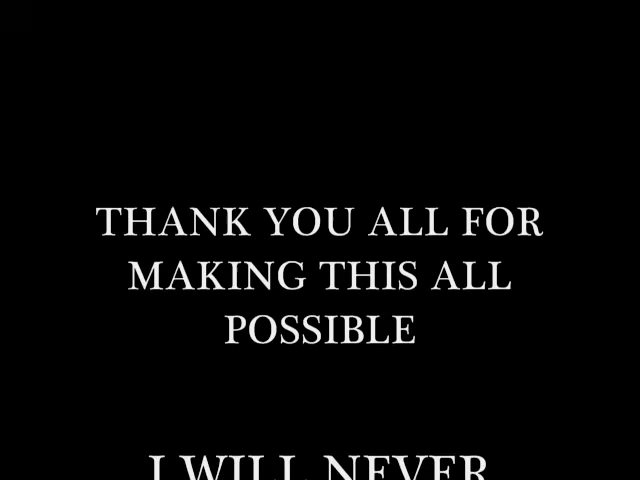 THANK YOU ALL FOR
MAKING THIS ALL
POSSIBLE
I WILL NEVER